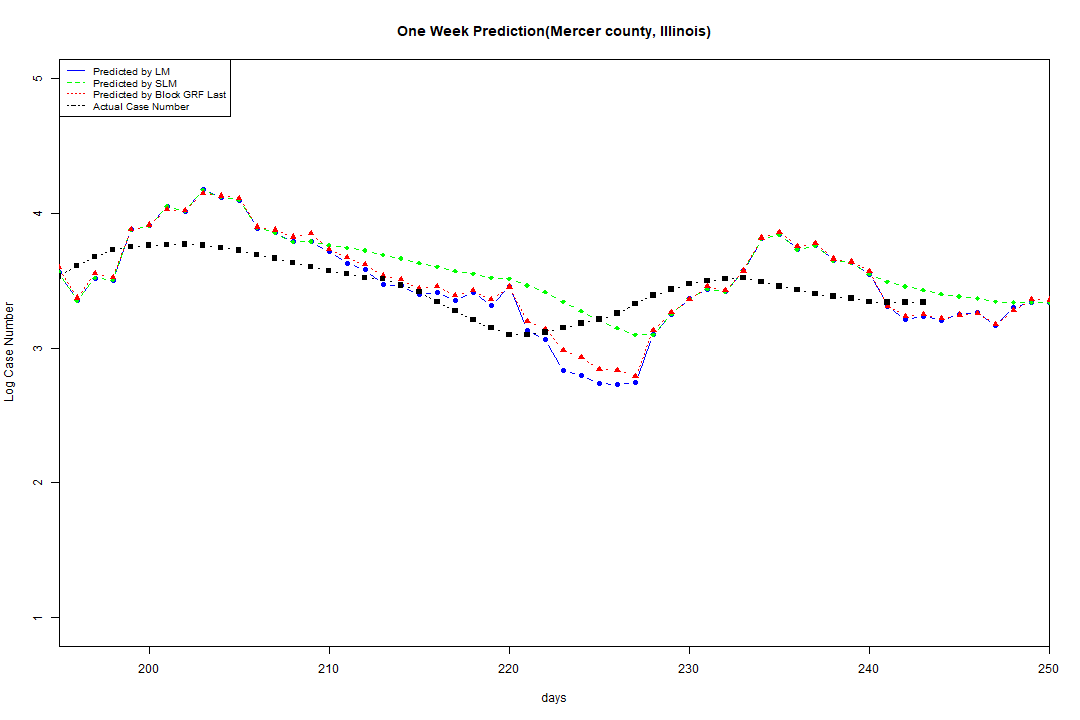 One Week Prediction(Mercer county, Illinois)
Predicted by LM
Predicted by SLM
Predicted by Block GRF Last
Actual Case Number
5
4
3
2
1
Log Case Number
200
210
220
230
240
250
days